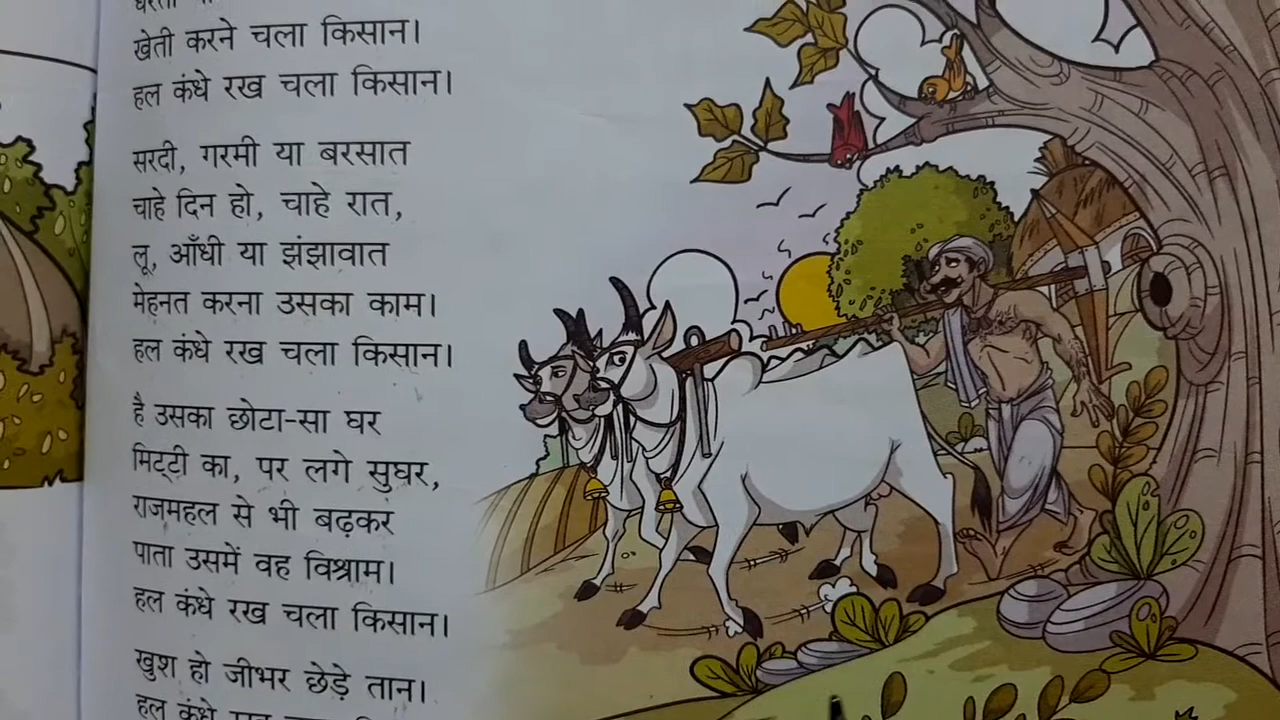 खेती करने चला किसान।
हल कंधे रख चला किसान।
सरदी, गरमी या बरसात
चाहे दिन हो, चाहे रात,
लू, आँधी या झंझावात
मेहनत करना उसका काम।
हल कंधे रख चला किसान।
है उसका छोटा-सा घर
मिट्टी का, पर लगे सुघर,
राजमहल से भी बढ़कर
पाता उसमें वह विश्राम।
हल कंधे रख चला किसान।
खुश हो जीभर छेड़े तान।
हल कंधे